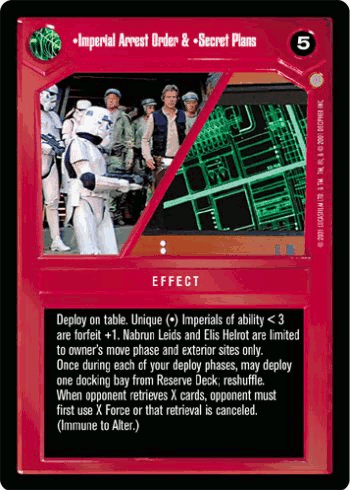 •Imperial Arrest Order & •Secret Plans
5
© 2001 DECIPHER INC.
EFFECT
Deploy on table. Unique (•) Imperials of ability < 3
are forfeit +1. Nabrun Leids and Elis Helrot are limited
to owner's move phase and exterior sites only.
Once during each of your deploy phases, may deploy
one docking bay from Reserve Deck; reshuffle.
When opponent retrieves X cards, opponent must
first use X Force or that retrieval is canceled.
(Immune to Alter.)